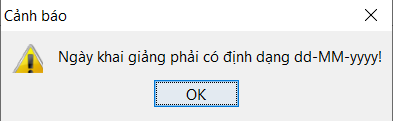 Cảnh báo
Ngày khai giảng phải có định dạng dd-MM-yyyy!
OK